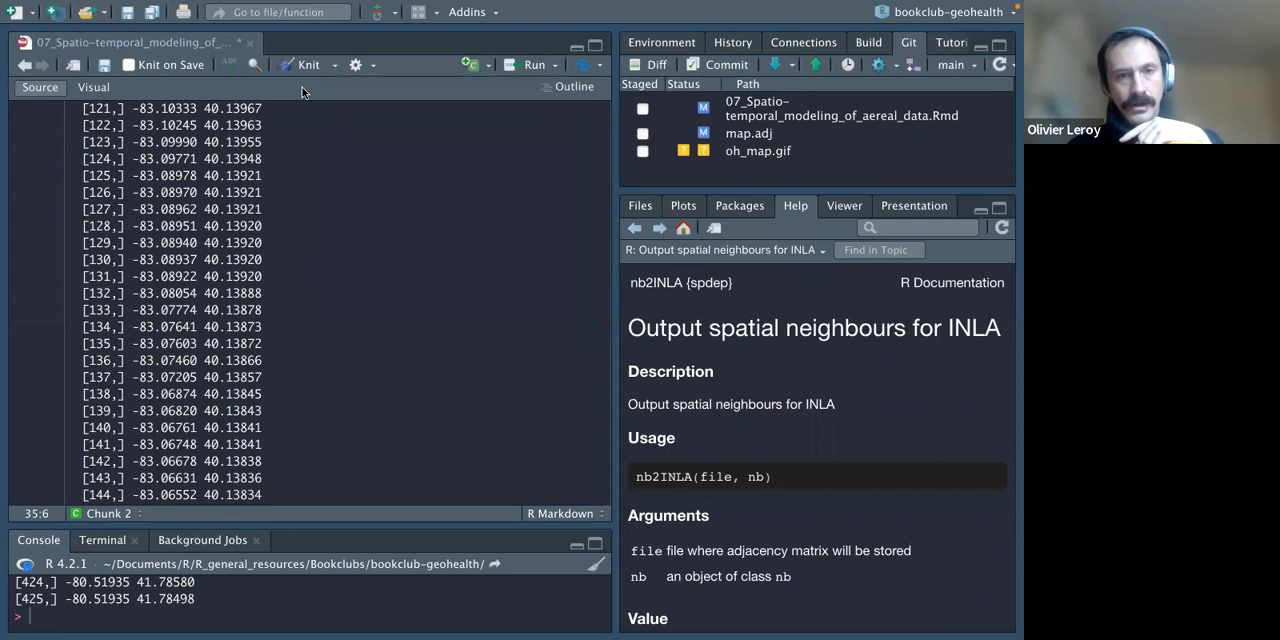 Go to file/function
Addins
bookclub-geohealth
07_Spatio-temporal_modeling_of_... *
Knit on Save
ABC
Knit
Run
Source
Visual
Outline
[121,] -83.10333 40.13967
[122,] -83.10245 40.13963
[123,] -83.09990 40.13955
[124,] -83.09771 40.13948
[125,] -83.08978 40.13921
[126,] -83.08970 40.13921
[127,] -83.08962 40.13921
[128,] -83.08951 40.13920
[129,] -83.08940 40.13920
[130,] -83.08937 40.13920
[131,] -83.08922 40.13920
[132,] -83.08054 40.13888
[133,] -83.07774 40.13878
[134,] -83.07641 40.13873
[135,] -83.07603 40.13872
[136,] -83.07460 40.13866
[137,] -83.07205 40.13857
[138,] -83.06874 40.13845
[139,] -83.06820 40.13843
[140,] -83.06761 40.13841
[141,] -83.06748 40.13841
[142,] -83.06678 40.13838
[143,] -83.06631 40.13836
[144,] -83.06552 40.13834
35:6
Chunk 2
R Markdown
Console
Terminal
Background Jobs
R 4.2.1 · ~/Documents/R/R_general_resources/Bookclubs/bookclub-geohealth/
[424,] -80.51935 41.78580
[425,] -80.51935 41.78498
>
Environment
History
Connections
Build
Git
Tutori
Diff
Commit
main
Staged
Status
Path
M
07_Spatio-
temporal_modeling_of_aereal_data.Rmd
M
map.adj
? ?
oh_map.gif
Files
Plots
Packages
Help
Viewer
Presentation
R: Output spatial neighbours for INLA
Find in Topic
nb2INLA {spdep}
R Documentation
Output spatial neighbours for INLA
Description
Output spatial neighbours for INLA
Usage
nb2INLA(file, nb)
Arguments
file file where adjacency matrix will be stored
nb an object of class nb
Value
Olivier Leroy